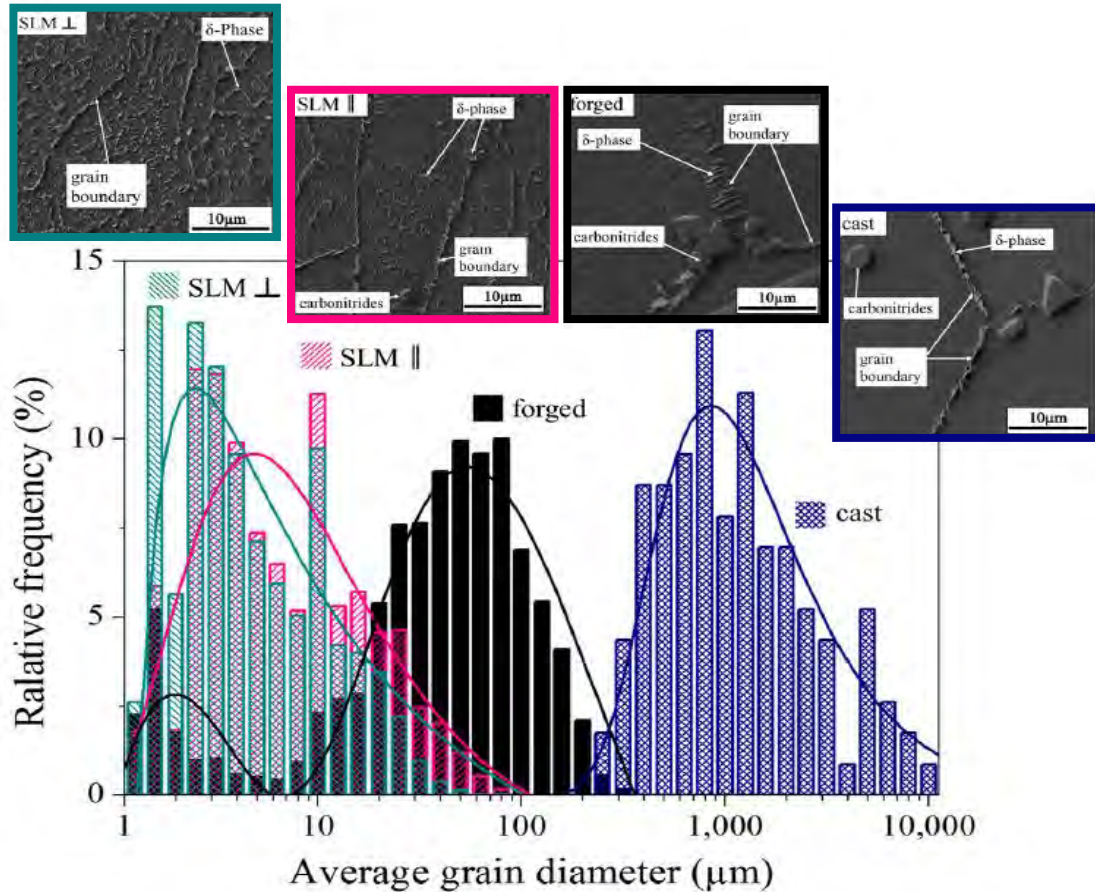 SLM ⊥
δ-Phase
grain
boundary
10μm
SLM ∥
δ-phase
grain
boundary
carbonitrides
10μm
forged
grain
boundary
δ-phase
carbonitrides
10μm
cast
δ-phase
carbonitrides
grain
boundary
10μm
15
10
5
0
Ralative frequency (%)
SLM ⊥
SLM ∥
forged
cast
1
10
100
1,000
10,000
Average grain diameter (μm)